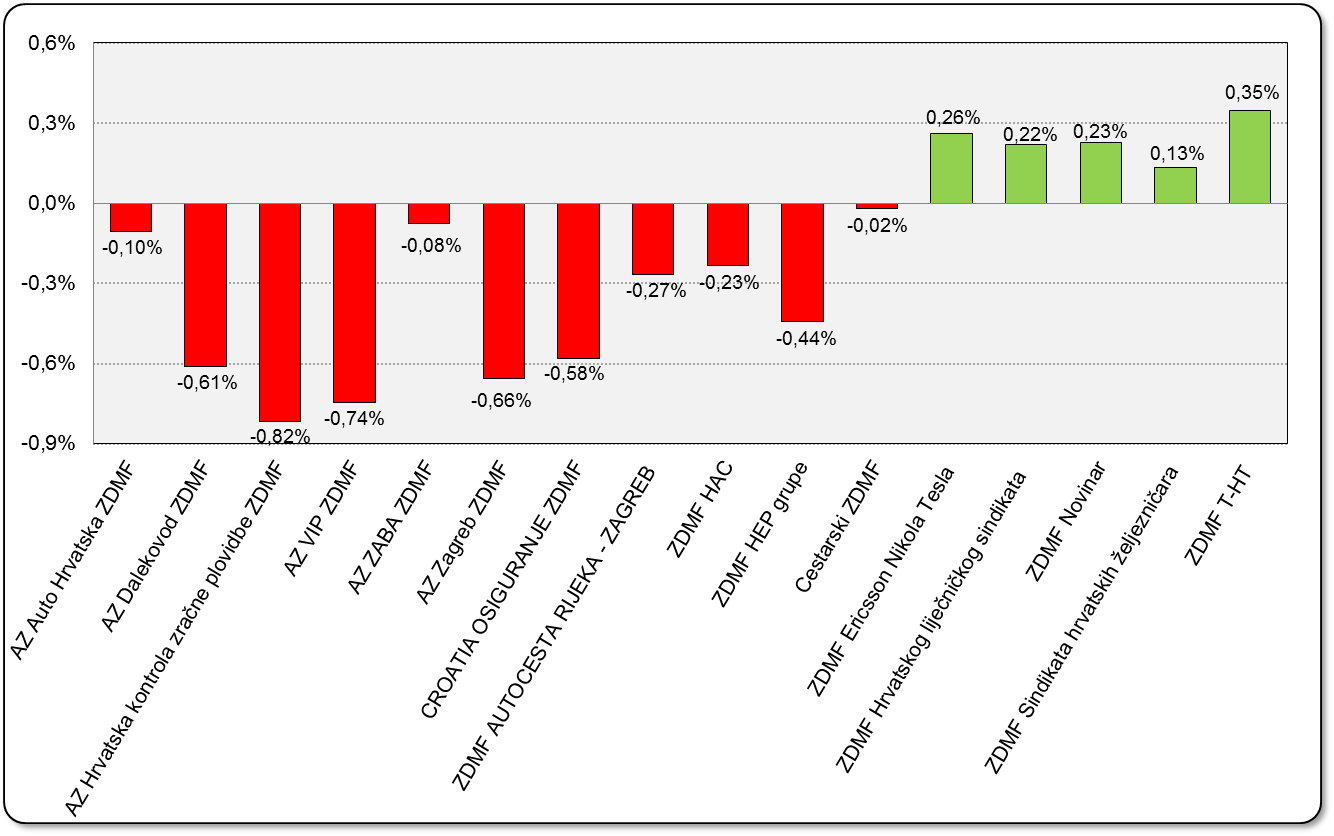 0,6%
0,3%
0,0%
-0,3%
-0,6%
-0,9%
-0,10%
-0,61%
-0,82%
-0,74%
-0,08%
-0,66%
-0,58%
-0,27%
-0,23%
-0,44%
-0,02%
0,26%
0,22%
0,23%
0,13%
0,35%
AZ Auto Hrvatska ZDMF
AZ Dalekovod ZDMF
AZ Hrvatska kontrola zračne plovidbe ZDMF
AZ VIP ZDMF
AZ ZABA ZDMF
AZ Zagreb ZDMF
CROATIA OSIGURANJE ZDMF
ZDMF AUTOCESTA RIJEKA - ZAGREB
ZDMF HAC
ZDMF HEP grupe
Cestarski ZDMF
ZDMF Ericsson Nikola Tesla
ZDMF Hrvatskog liječničkog sindikata
ZDMF Novinar
ZDMF Sindikata hrvatskih željezničara
ZDMF T-HT